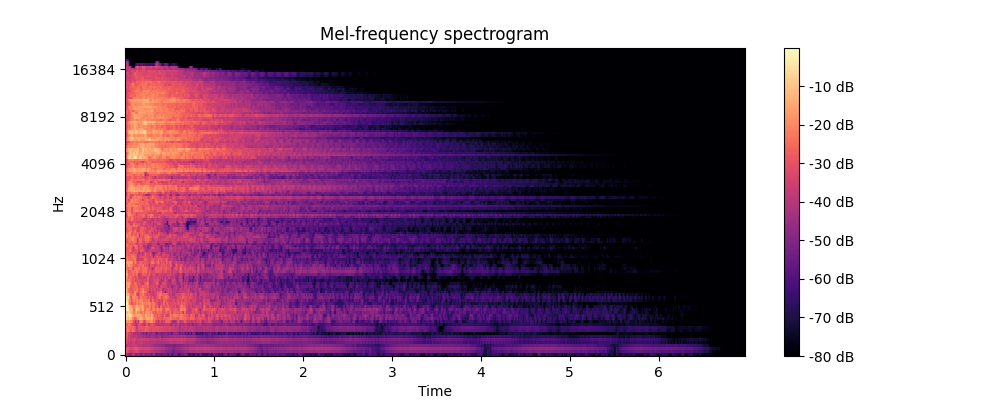 Mel-frequency spectrogram
Hz
16384
8192
4096
2048
1024
512
0
0 1 2 3 4 5 6
Time
-10 dB
-20 dB
-30 dB
-40 dB
-50 dB
-60 dB
-70 dB
-80 dB